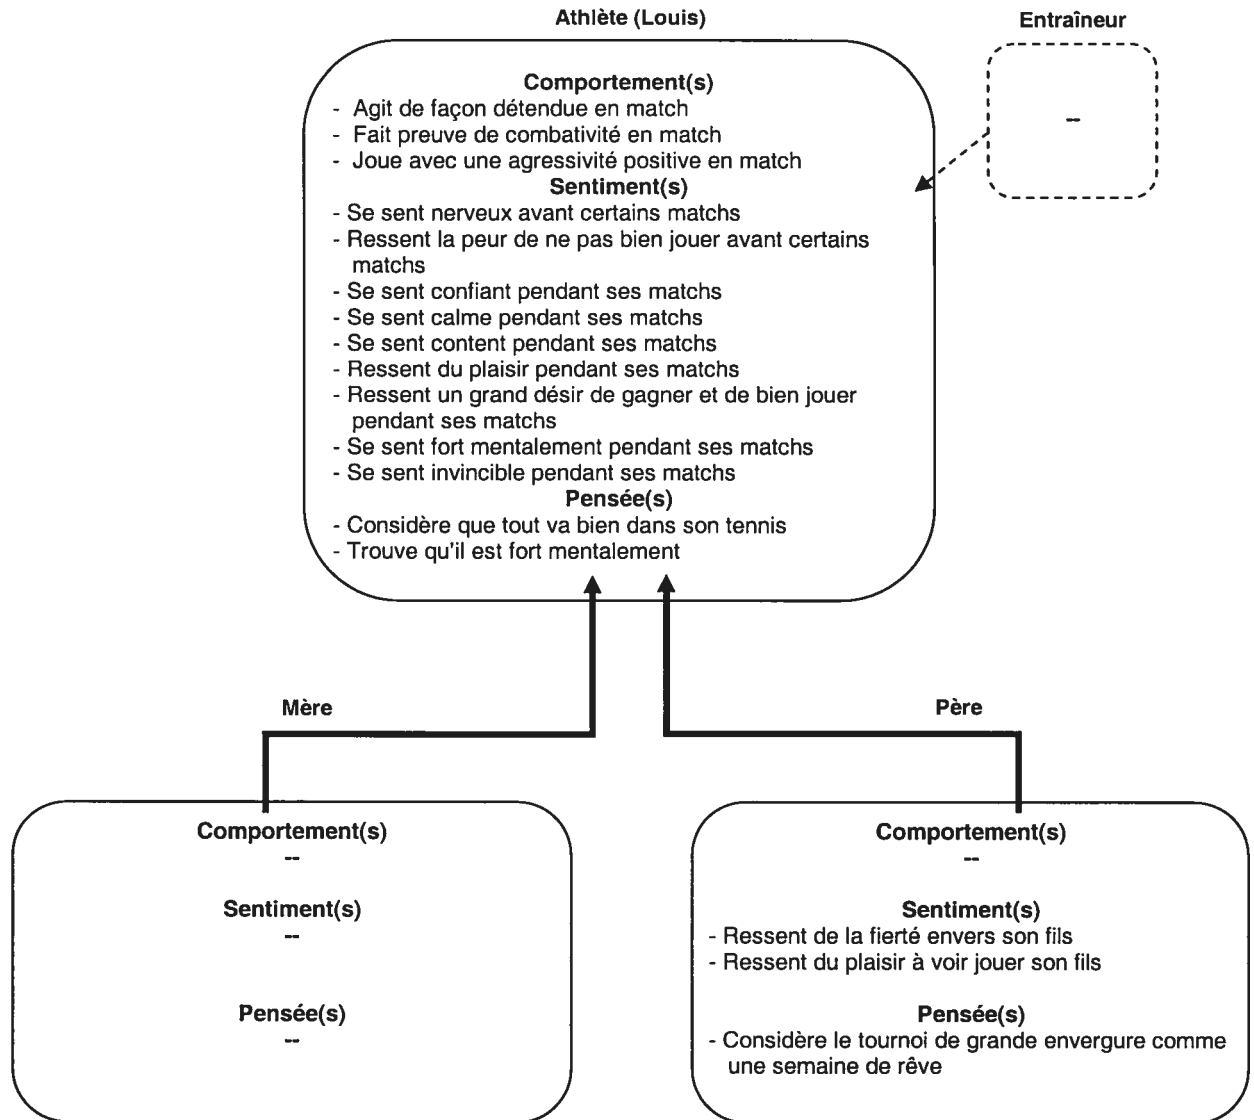 Athlète (Louis)
Entraîneur
--
Comportement(s)
- Agit de façon détendue en match
- Fait preuve de combativité en match
- Joue avec une agressivité positive en match
Sentiment(s)
- Se sent nerveux avant certains matchs
- Ressent la peur de ne pas bien jouer avant certains
matchs
- Se sent confiant pendant ses matchs
- Se sent calme pendant ses matchs
- Se sent content pendant ses matchs
- Ressent du plaisir pendant ses matchs
- Ressent un grand désir de gagner et de bien jouer
pendant ses matchs
- Se sent fort mentalement pendant ses matchs
- Se sent invincible pendant ses matchs
Pensée(s)
- Considère que tout va bien dans son tennis
- Trouve qu'il est fort mentalement
Mère
Comportement(s)
--
Sentiment(s)
--
Pensée(s)
--
Père
Comportement(s)
--
Sentiment(s)
- Ressent de la fierté envers son fils
- Ressent du plaisir à voir jouer son fils
Pensée(s)
- Considère le tournoi de grande envergure comme
une semaine de rêve